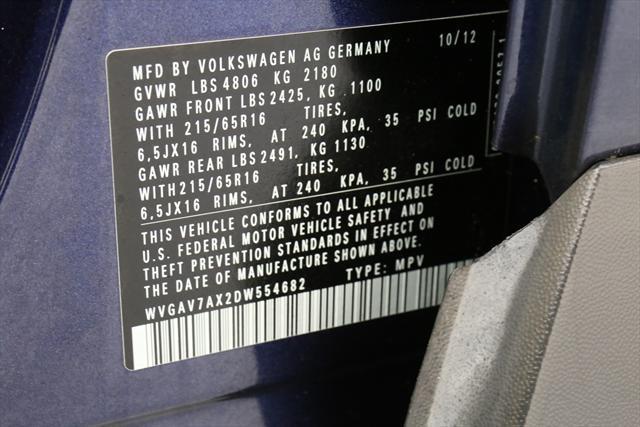 MFD BY VOLKSWAGEN AG GERMANY 10/12
GVWR LBS 4806 KG 2180
GAWR FRONT LBS 2425, KG 1100
WITH 215/65R16 TIRES,
6,5JX16 RIMS, AT 240 KPA, 35 PSI COLD
GAWR REAR LBS 2491, KG 1130
WITH 215/65R16 TIRES,
6,5JX16 RIMS, AT 240 KPA, 35 PSI COLD
THIS VEHICLE CONFORMS TO ALL APPLICABLE
U.S. FEDERAL MOTOR VEHICLE SAFETY AND
THEFT PREVENTION STANDARDS IN EFFECT ON
THE DATE OF MANUFACTURE SHOWN ABOVE.
WVGAV7AX2DW554682 TYPE: MPV